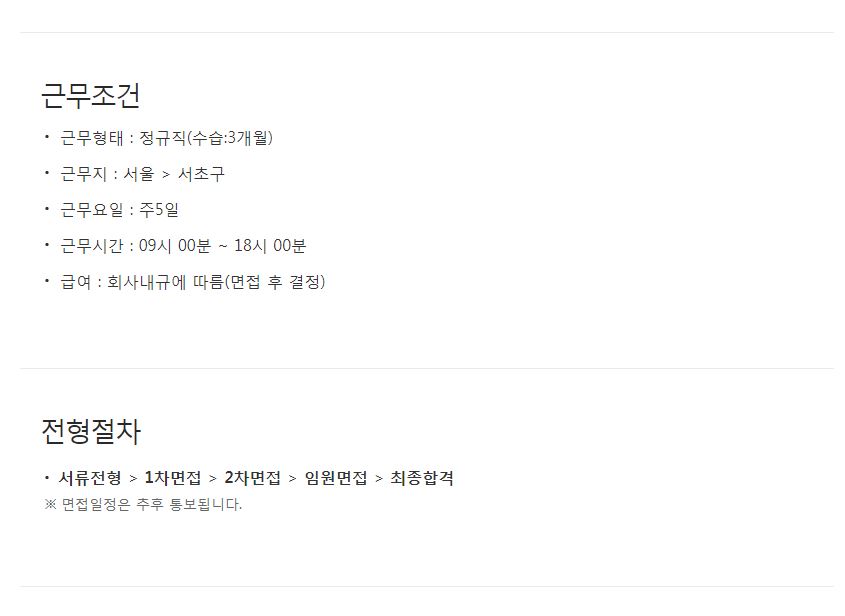 근무조건
· 근무형태 : 정규직(수습:3개월)
· 근무지 : 서울 > 서초구
· 근무요일 : 주5일
· 근무시간 : 09시 00분 ~ 18시 00분
· 급여 : 회사내규에 따름(면접 후 결정)
전형절차
· 서류전형 > 1차면접 > 2차면접 > 임원면접 > 최종합격
※ 면접일정은 추후 통보됩니다.